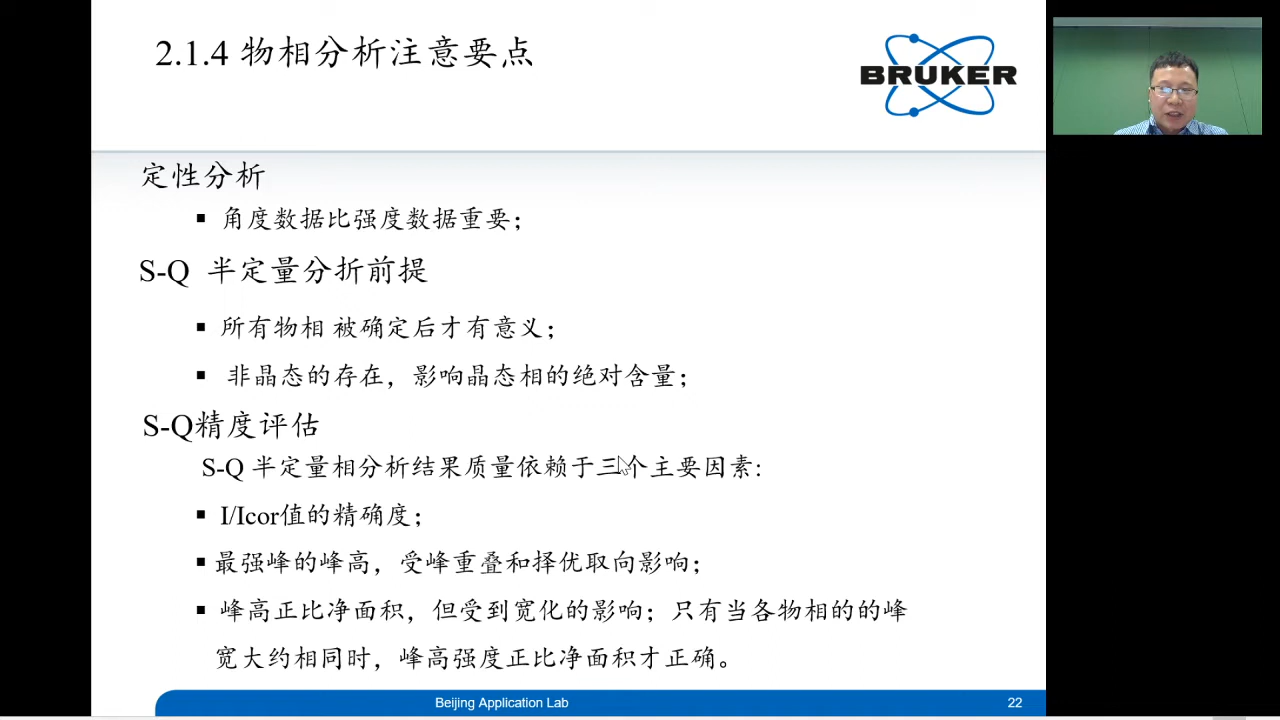 2.1.4 物相分析注意要点
BRUKER
定性分析
▪ 角度数据比强度数据重要；
S-Q 半定量分折前提
▪ 所有物相 被确定后才有意义；
▪ 非晶态的存在，影响晶态相的绝对含量；
S-Q精度评估
S-Q 半定量相分析结果质量依赖于三个主要因素:
▪ I/Icor值的精确度；
▪ 最强峰的峰高，受峰重叠和择优取向影响；
▪ 峰高正比净面积，但受到宽化的影响；只有当各物相的的峰
宽大约相同时，峰高强度正比净面积才正确。
Beijing Application Lab
22